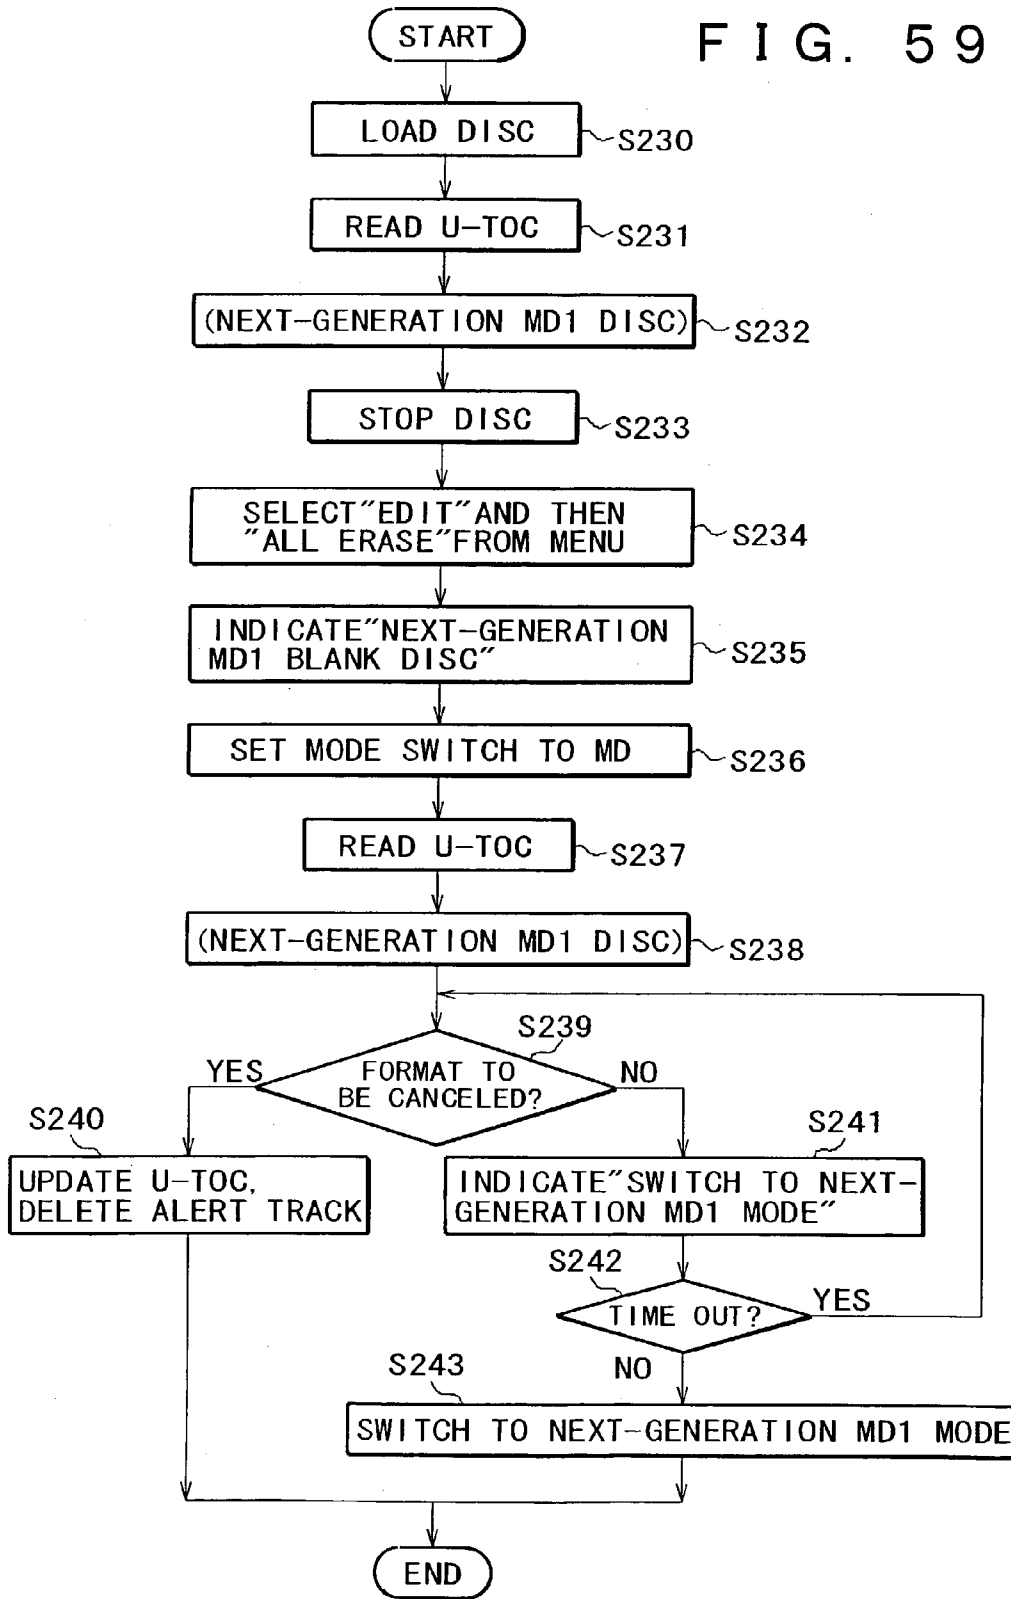 START
FIG. 59
LOAD DISC
S230
READ U-TOC
S231
(NEXT-GENERATION MD1 DISC)
S232
STOP DISC
S233
SELECT"EDIT"AND THEN
"ALL ERASE"FROM MENU
S234
INDICATE"NEXT-GENERATION
MD1 BLANK DISC"
S235
SET MODE SWITCH TO MD
S236
READ U-TOC
S237
(NEXT-GENERATION MD1 DISC)
S238
S239
YES
FORMAT TO
BE CANCELED?
NO
S240
UPDATE U-TOC,
DELETE ALERT TRACK
S241
INDICATE"SWITCH TO NEXT-
GENERATION MD1 MODE"
S242
TIME OUT?
YES
NO
S243
SWITCH TO NEXT-GENERATION MD1 MODE
END